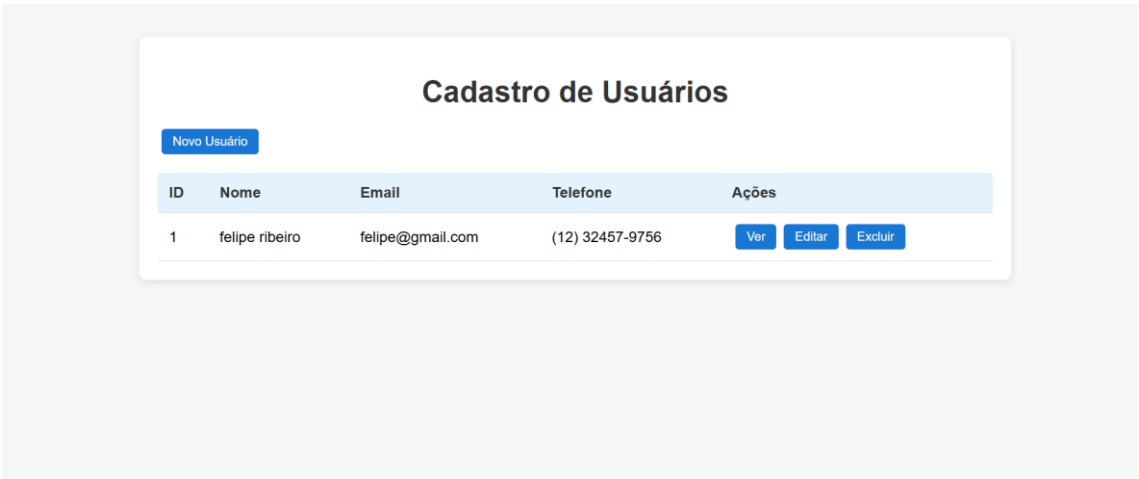 Cadastro de Usuários
Novo Usuário
ID Nome Email Telefone Ações
1 felipe ribeiro felipe@gmail.com (12) 32457-9756 Ver Editar Excluir